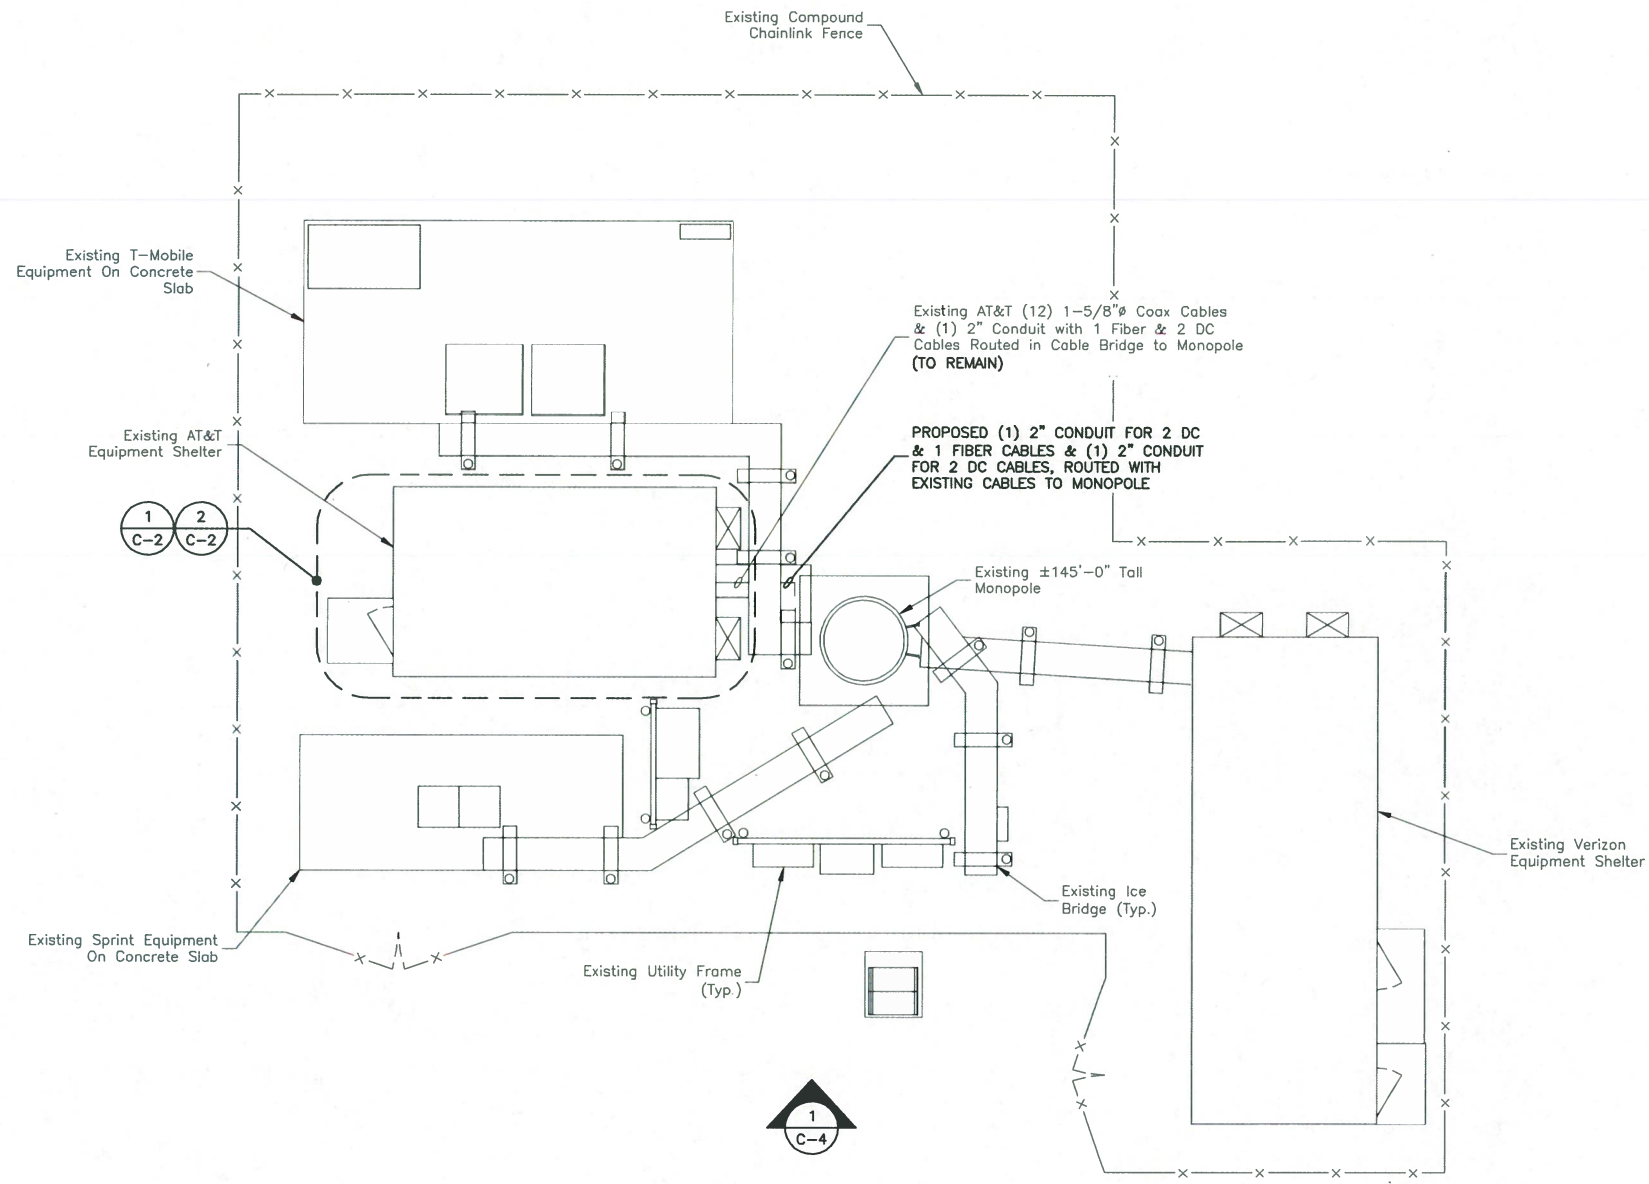 Existing Compound
Chainlink Fence
Existing T-Mobile
Equipment On Concrete
Slab
Existing AT&T (12) 1-5/8"ø Coax Cables
& (1) 2" Conduit with 1 Fiber & 2 DC
Cables Routed in Cable Bridge to Monopole
(TO REMAIN)
Existing AT&T
Equipment Shelter
PROPOSED (1) 2" CONDUIT FOR 2 DC
& 1 FIBER CABLES & (1) 2" CONDUIT
FOR 2 DC CABLES, ROUTED WITH
EXISTING CABLES TO MONOPOLE
1
C-2
2
C-2
Existing ±145'-0" Tall
Monopole
Existing Verizon
Equipment Shelter
Existing Ice
Bridge (Typ.)
Existing Sprint Equipment
On Concrete Slab
Existing Utility Frame
(Typ.)
1
C-4